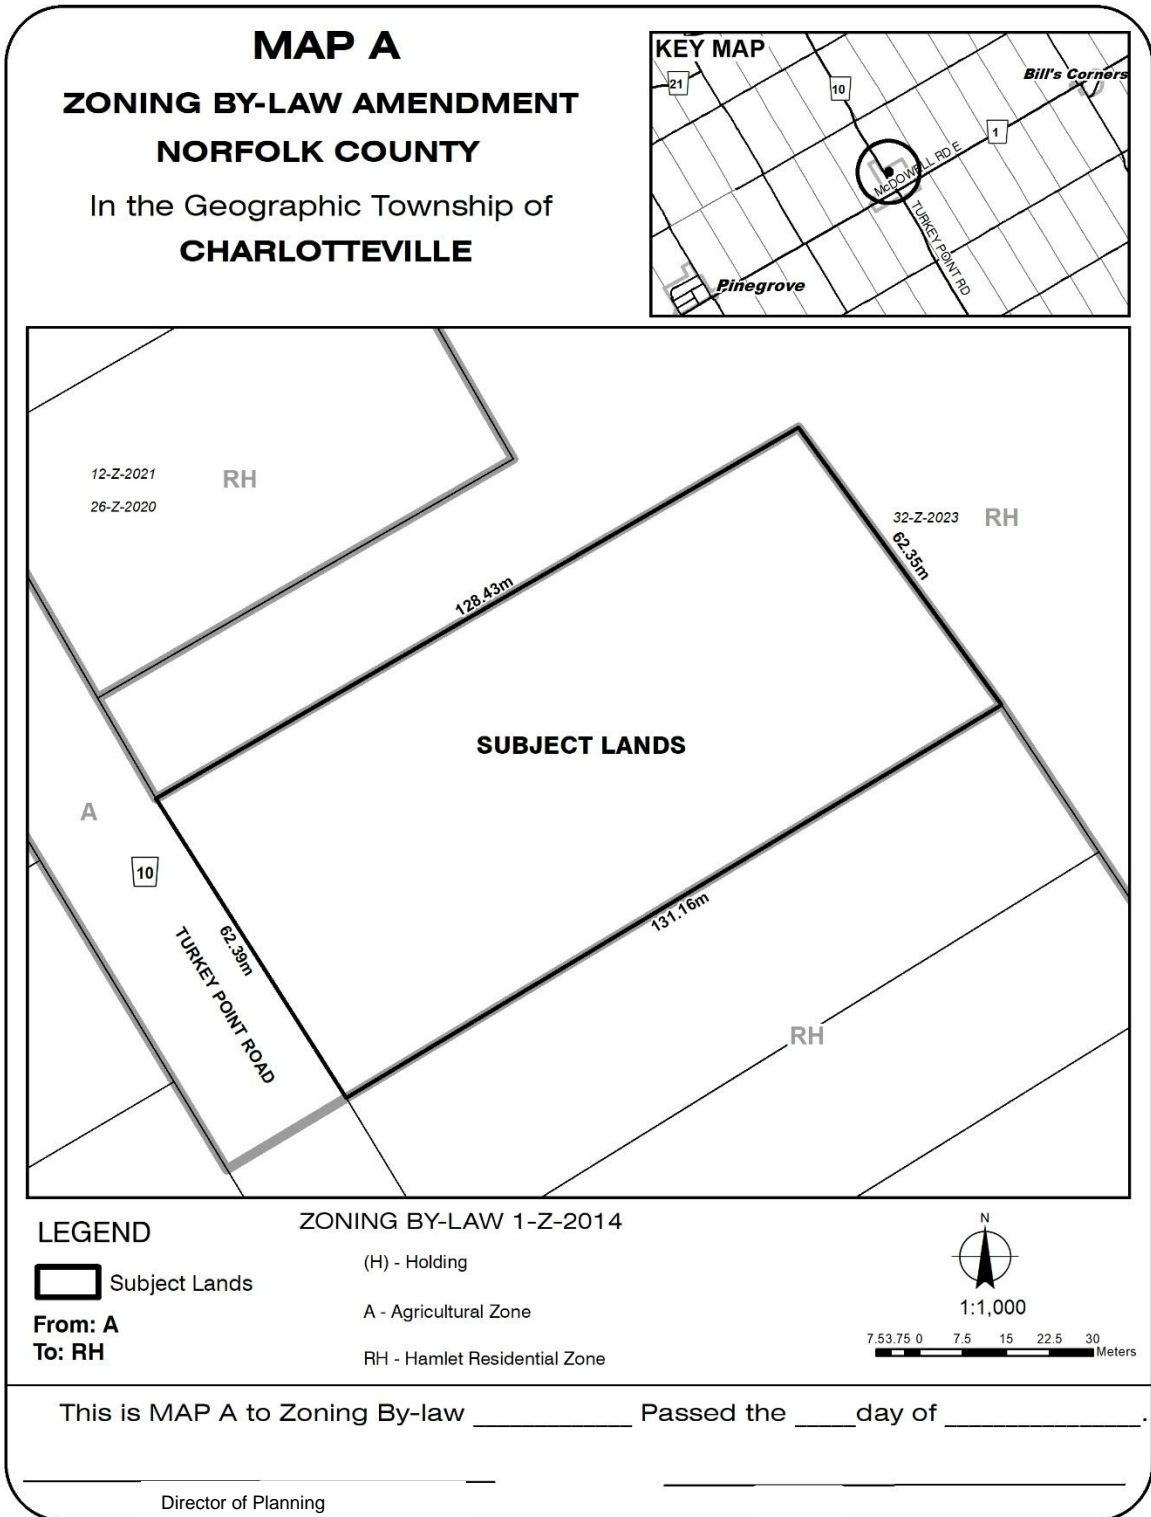 MAP A
ZONING BY-LAW AMENDMENT
NORFOLK COUNTY
In the Geographic Township of
CHARLOTTEVILLE
KEY MAP
21
10
Bill's Corners
1
McDOWELL RD E
TURKEY POINT RD
Pinegrove
12-Z-2021
RH
26-Z-2020
32-Z-2023
RH
62.35m
128.43m
SUBJECT LANDS
A
10
131.16m
62.39m
TURKEY POINT ROAD
RH
LEGEND
Subject Lands
From: A
To: RH
ZONING BY-LAW 1-Z-2014
(H) - Holding
A - Agricultural Zone
RH - Hamlet Residential Zone
N
1:1,000
7.53.75 0 7.5 15 22.5 30
Meters
This is MAP A to Zoning By-law ____________ Passed the _____day of _______________.
Director of Planning